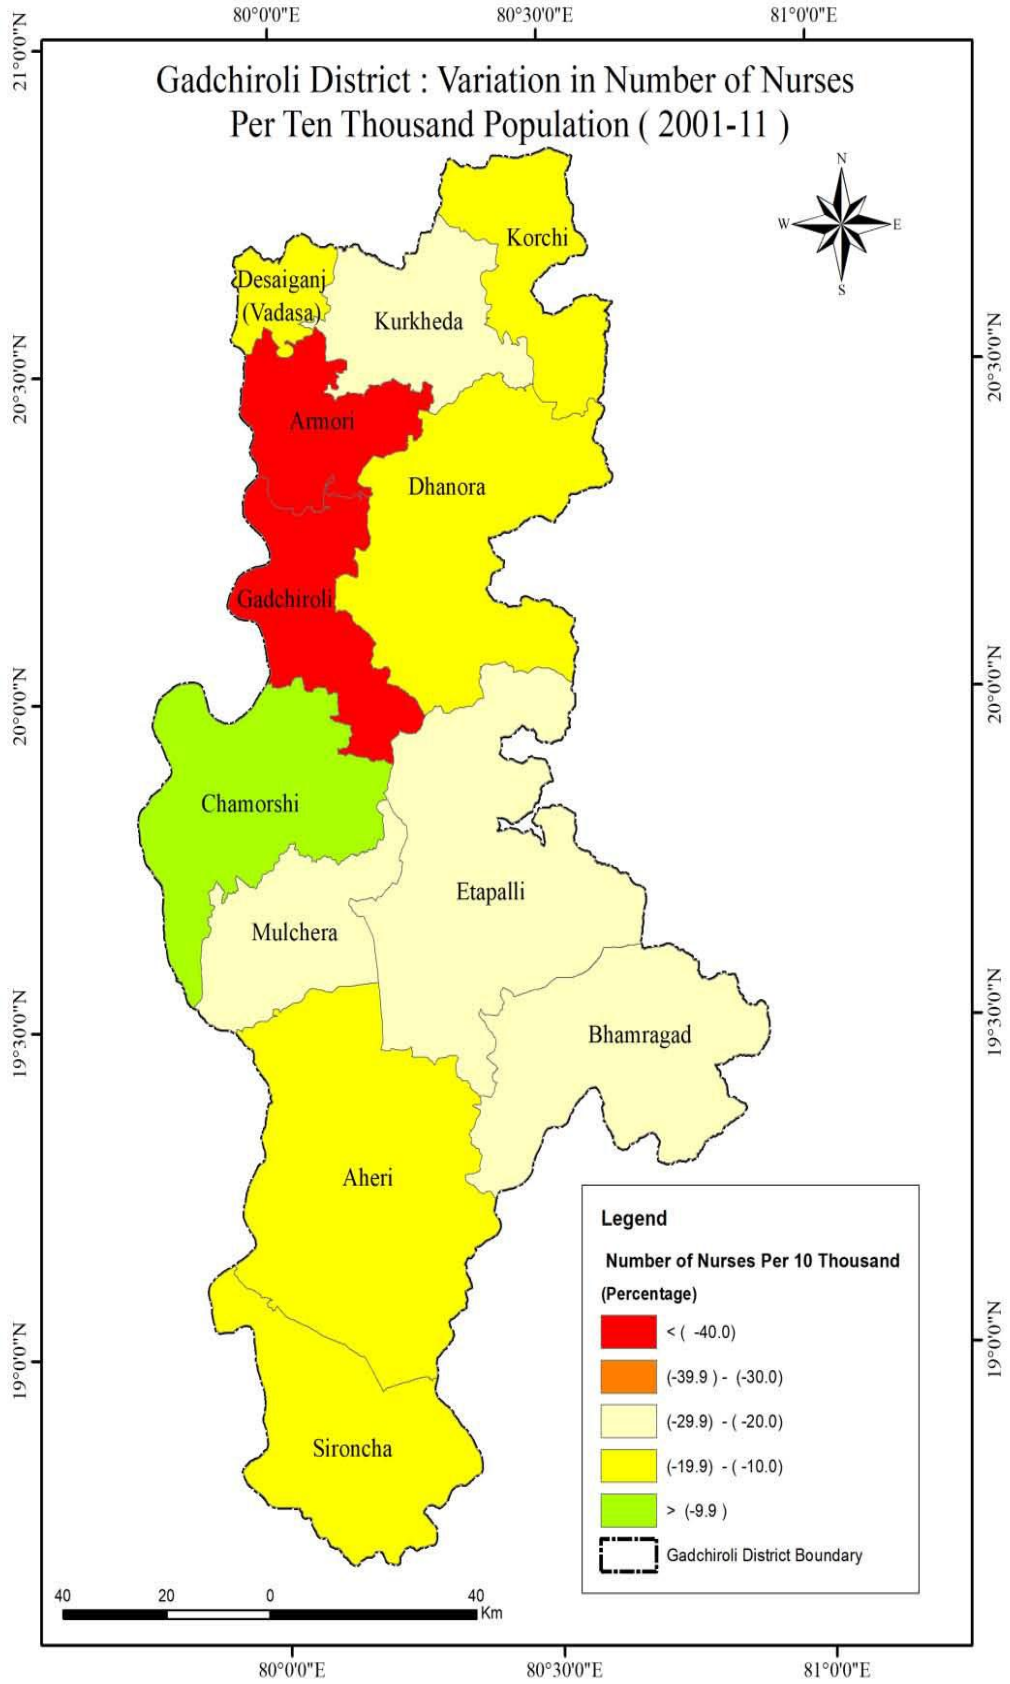 80°0'0"E 80°30'0"E 81°0'0"E
21°0'0"N
Gadchiroli District : Variation in Number of Nurses
Per Ten Thousand Population ( 2001-11 )
N
W E
S
Korchi
Desaiganj
(Vadasa)
Kurkheda
20°30'0"N 20°30'0"N
Armori
Dhanora
Gadchiroli
20°0'0"N 20°0'0"N
Chamorshi
Etapalli
Mulchera
19°30'0"N 19°30'0"N
Bhamragad
Aheri
Legend
Number of Nurses Per 10 Thousand
(Percentage)
< ( -40.0)
(-39.9 ) - (-30.0)
(-29.9) - ( -20.0)
(-19.9) - ( -10.0)
> (-9.9 )
Gadchiroli District Boundary
19°0'0"N 19°0'0"N
Sironcha
40 20 0 40
Km
80°0'0"E 80°30'0"E 81°0'0"E